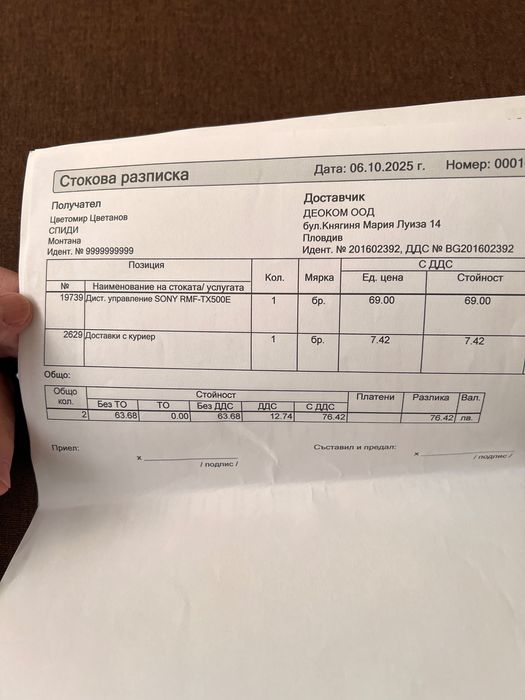 Стокова разписка Дата: 06.10.2025 г. Номер: 0001
Получател Доставчик
Цветомир Цветанов ДЕОКОМ ООД
СПИДИ бул.Княгиня Мария Луиза 14
Монтана Пловдив
Идент. № 9999999999 Идент. № 201602392, ДДС № BG201602392
Позиция Кол. Мярка С ДДС
№ Наименование на стоката/ услугата Ед. цена Стойност
19739 Дист. управление SONY RMF-TX500E 1 бр. 69.00 69.00
2629 Доставки с куриер 1 бр. 7.42 7.42
Общо:
Общо кол. Стойност Платени Разлика Вал.
Без ТО ТО Без ДДС ДДС С ДДС
2 63.68 0.00 63.68 12.74 76.42 76.42 лв.
Приел: x / подпис / Съставил и предал: x / подпис /